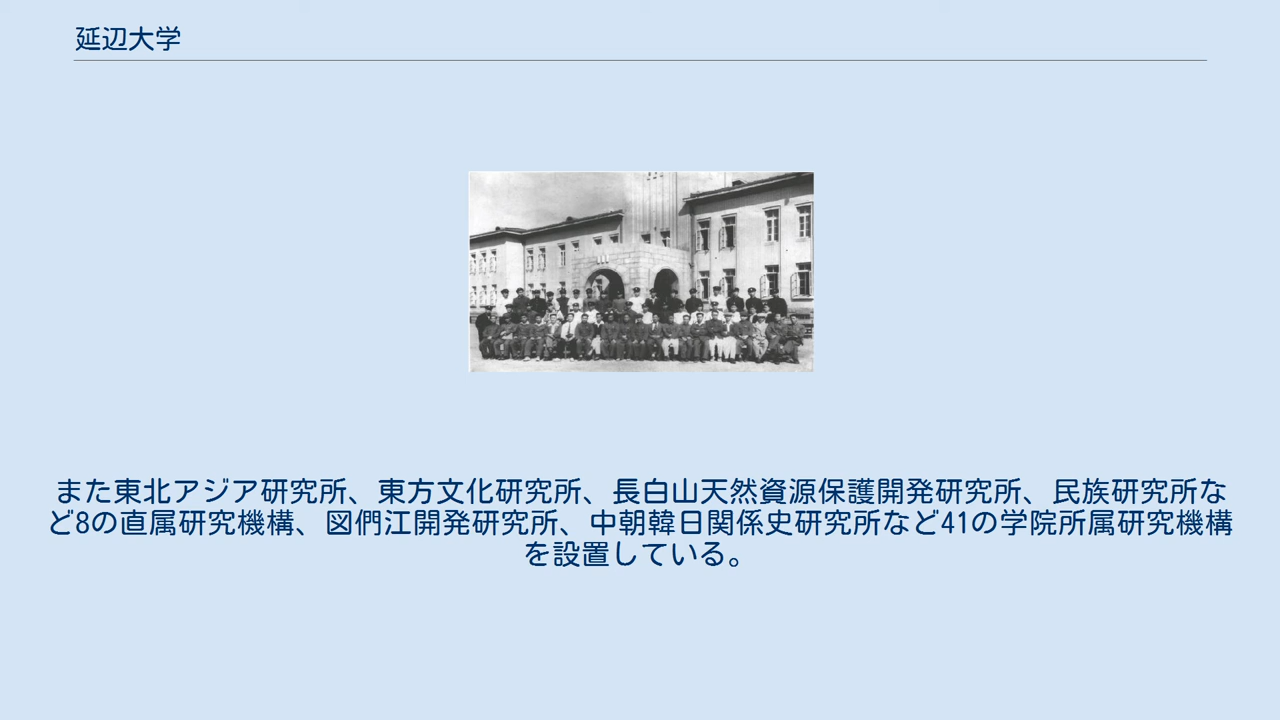 延辺大学
また東北アジア研究所、東方文化研究所、長白山天然資源保護開発研究所、民族研究所な
ど8の直属研究機構、図們江開発研究所、中朝韓日関係史研究所など41の学院所属研究機構
を設置している。